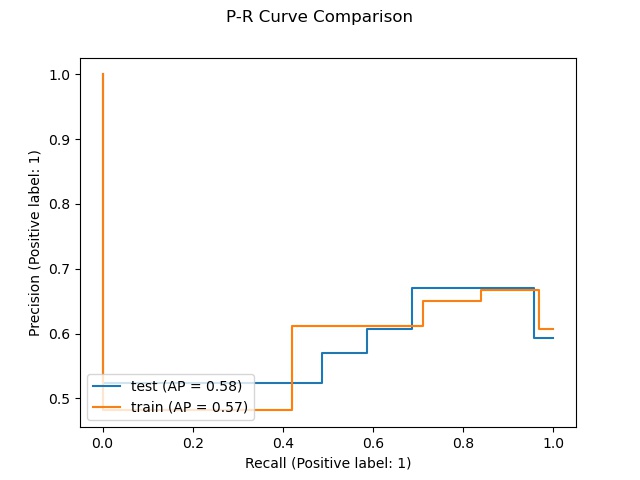 P-R Curve Comparison
Precision (Positive label: 1)
1.0
0.9
0.8
0.7
0.6
0.5
test (AP = 0.58)
train (AP = 0.57)
0.0 0.2 0.4 0.6 0.8 1.0
Recall (Positive label: 1)